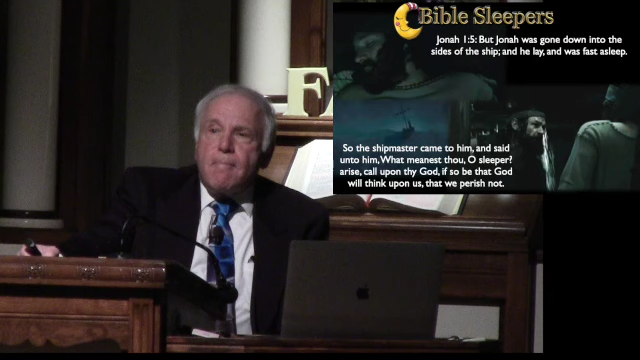 Bible Sleepers
Jonah 1:5: But Jonah was gone down into the
sides of the ship; and he lay, and was fast asleep.
So the shipmaster came to him, and said
unto him, What meanest thou, O sleeper?
arise, call upon thy God, if so be that God
will think upon us, that we perish not.